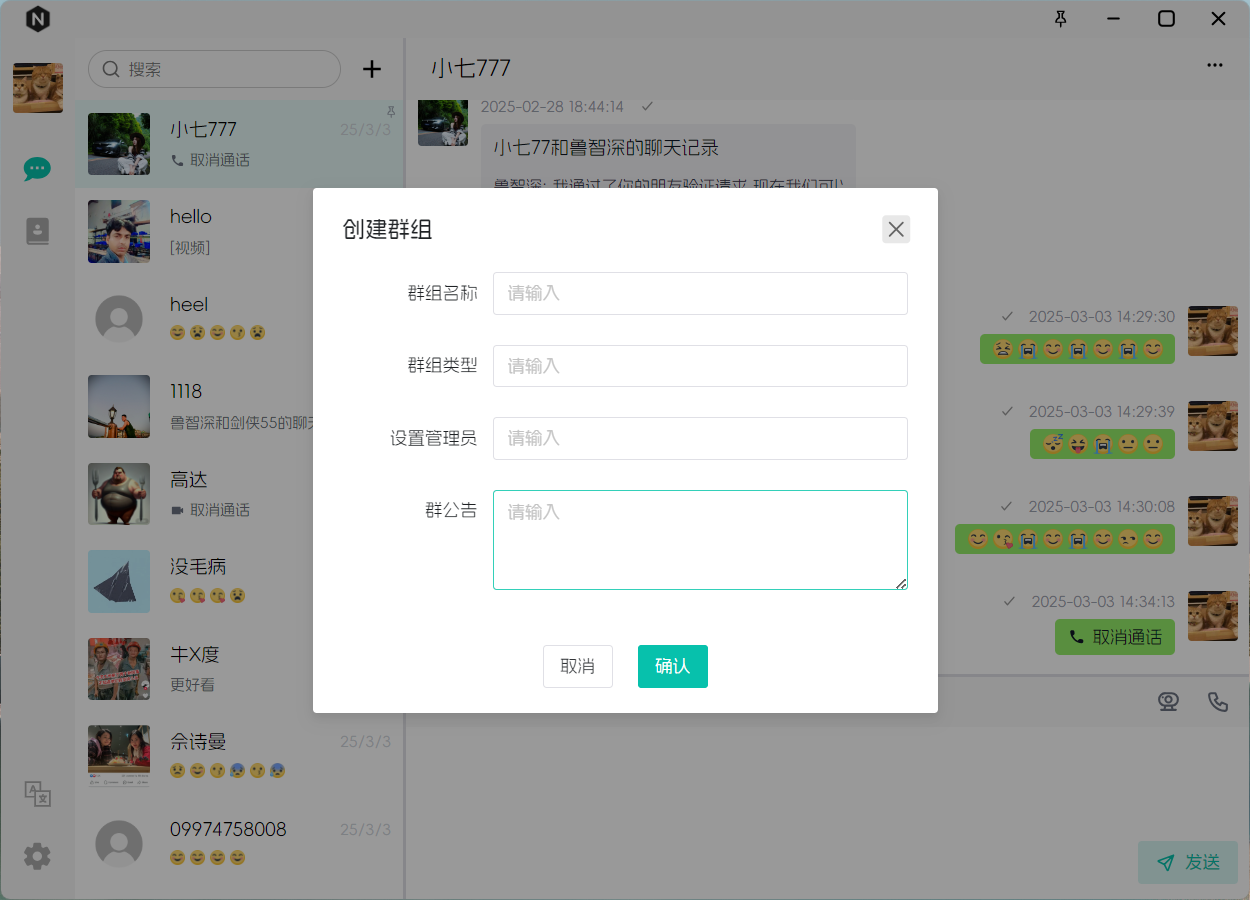 N
搜索
小七777
25/3/3
取消通话
hello
[视频]
heel
1118
鲁智深和剑侠55的聊天
高达
取消通话
没毛病
牛X度
更好看
佘诗曼
25/3/3
09974758008
25/3/3
小七777
2025-02-28 18:44:14
小七77和鲁智深的聊天记录
鲁智深: 我通过了你的朋友验证请求,现在我们可以
2025-03-03 14:29:30
2025-03-03 14:29:39
2025-03-03 14:30:08
2025-03-03 14:34:13
取消通话
发送
创建群组
群组名称
请输入
群组类型
请输入
设置管理员
请输入
群公告
请输入
取消
确认